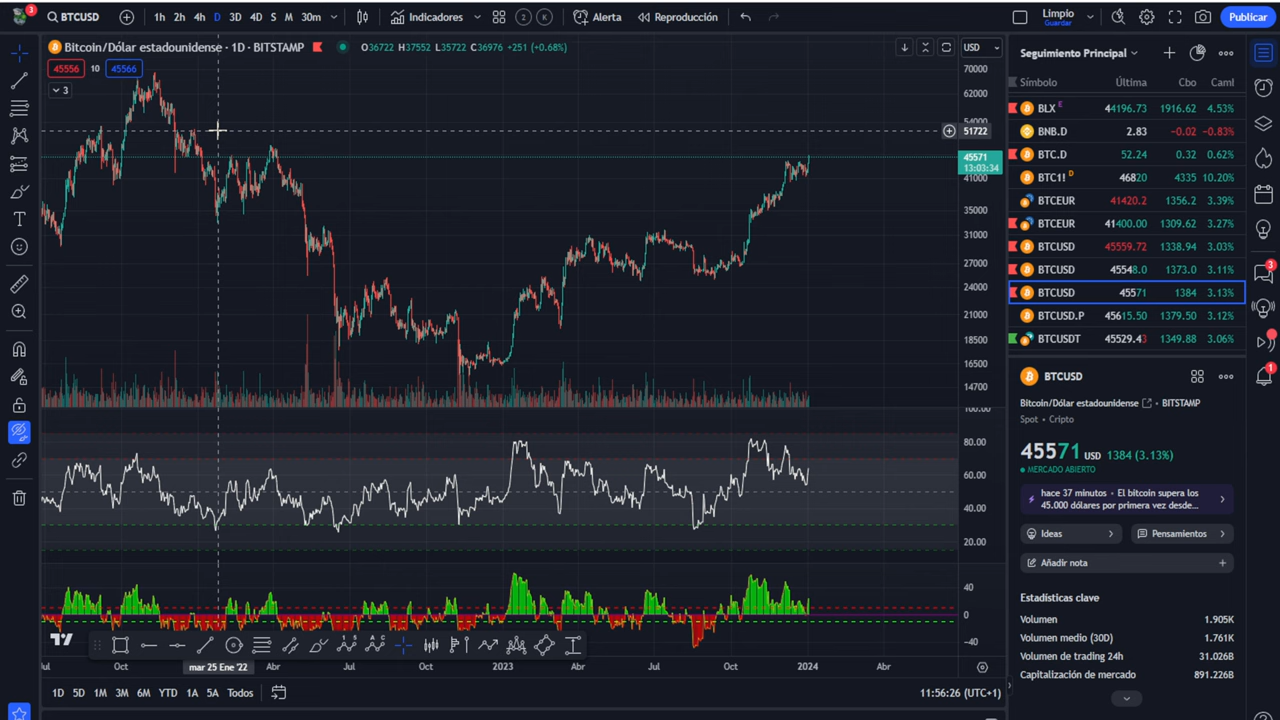 3
BTCUSD
1h 2h 4h D 3D 4D S M 30m
Indicadores
2 K
Alerta
Reproducción
Limpio
Guardar
Publicar
Bitcoin/Dólar estadounidense · 1D · BITSTAMP
O36722 H37552 L35722 C36976 +251 (+0.68%)
45556 10 45566
3
USD
70000
62000
54000
51722
45571
13:03:34
41000
35000
31000
27000
24000
21000
18500
16500
14700
100.00
80.00
60.00
40.00
20.00
40
0
−40
Jul Oct mar 25 Ene '22 Abr Jul Oct 2023 Abr Jul Oct 2024 Abr
1D 5D 1M 3M 6M YTD 1A 5A Todos
11:56:26 (UTC+1)
Seguimiento Principal
Símbolo Última Cbo Caml
BLX E 44196.73 1916.62 4.53%
BNB.D 2.83 −0.02 −0.83%
BTC.D 52.24 0.32 0.62%
BTC1! D 46820 4335 10.20%
BTCEUR 41420.2 1356.2 3.39%
BTCEUR 41400.00 1309.62 3.27%
BTCUSD 45559.72 1338.94 3.03%
BTCUSD 45548.0 1373.0 3.11%
BTCUSD 45571 1384 3.13%
BTCUSD.P 45615.50 1379.50 3.12%
BTCUSDT 45529.43 1349.88 3.06%
BTCUSD
Bitcoin/Dólar estadounidense · BITSTAMP
Spot · Cripto
45571 USD 1384 (3.13%)
MERCADO ABIERTO
hace 37 minutos · El bitcoin supera los
45.000 dólares por primera vez desde...
Ideas
Pensamientos
Añadir nota
Estadísticas clave
Volumen 1.905K
Volumen medio (30D) 1.761K
Volumen de trading 24h 31.026B
Capitalización de mercado 891.226B
3
1